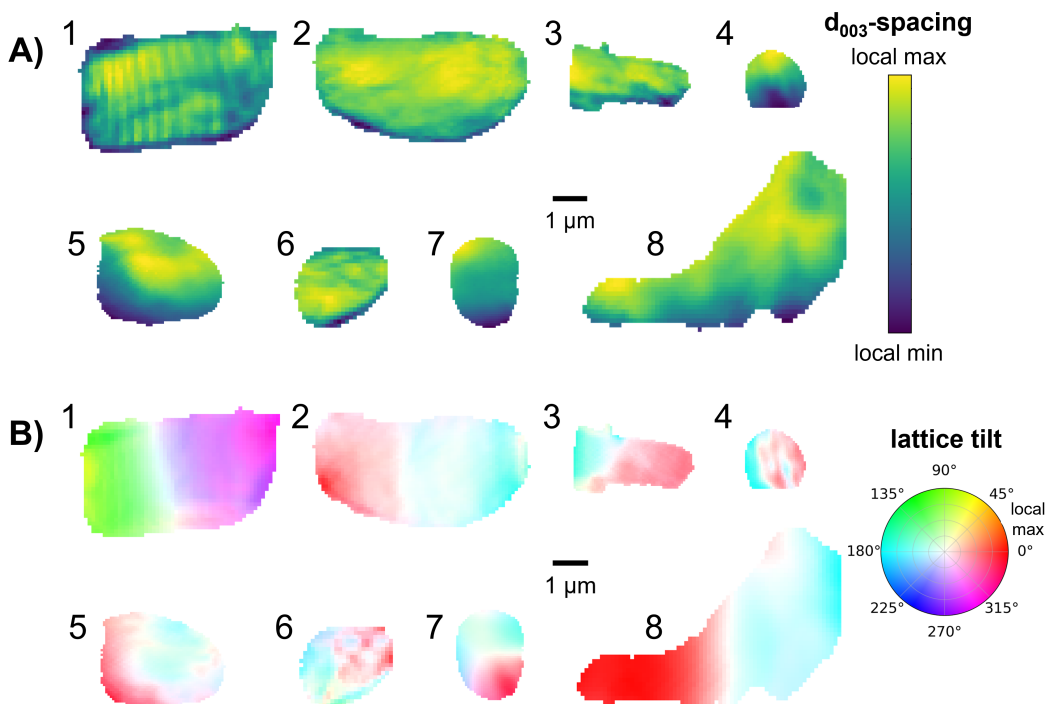 A)
1
2
3
4
d₀₀₃-spacing
local max
5
6
7
1 µm
8
local min
B)
1
2
3
4
lattice tilt
90°
135°
45°
local
max
180°
0°
1 µm
225°
315°
270°
5
6
7
8